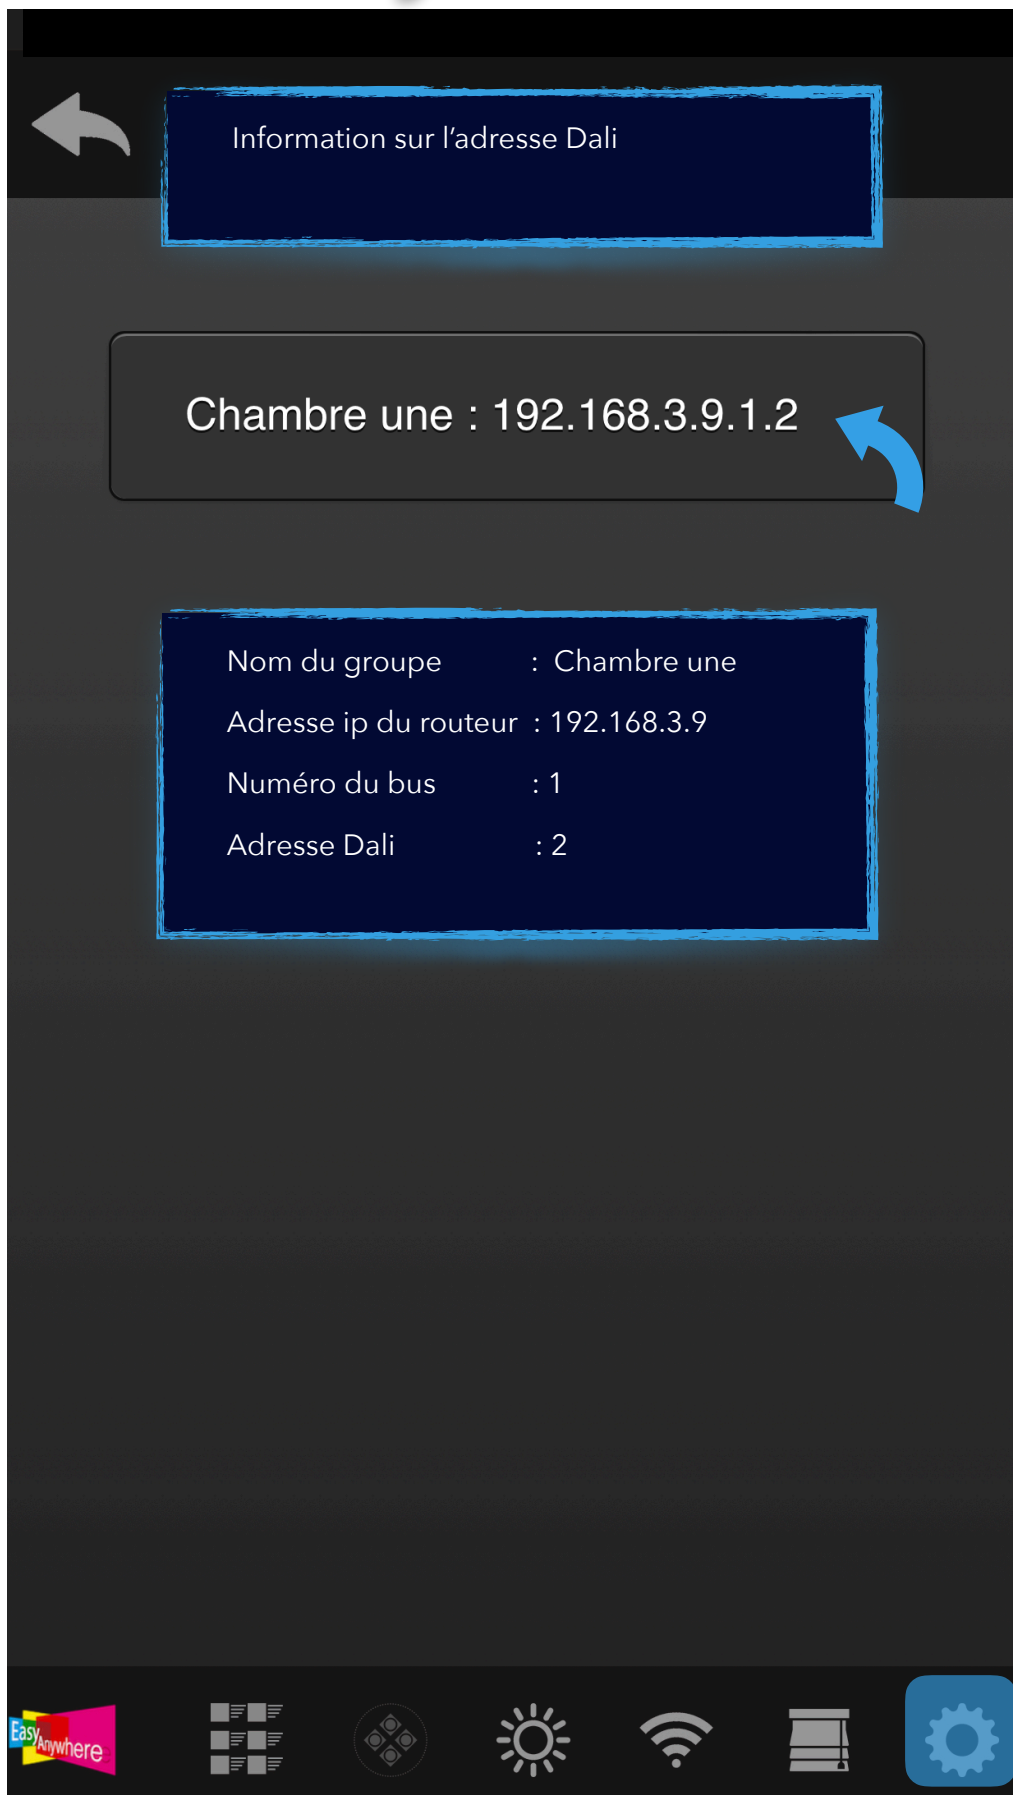 Information sur l’adresse Dali
Chambre une : 192.168.3.9.1.2
Nom du groupe : Chambre une
Adresse ip du routeur : 192.168.3.9
Numéro du bus : 1
Adresse Dali : 2
Easy Anywhere